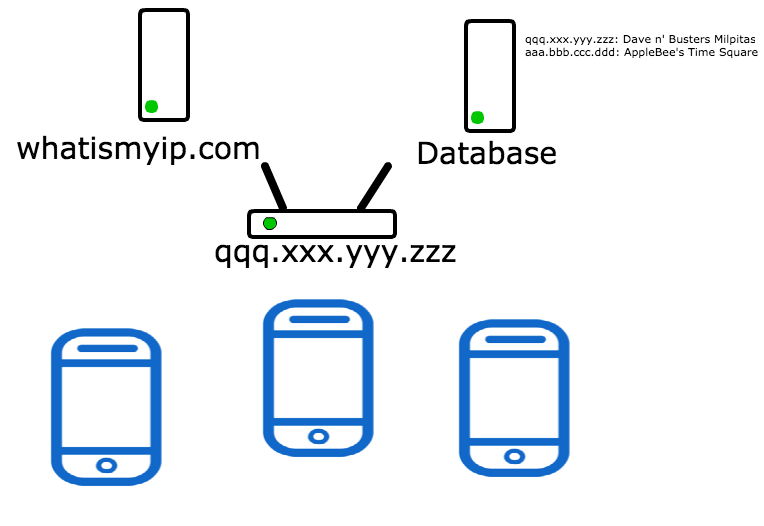 qqq.xxx.yyy.zzz: Dave n' Busters Milpitas
aaa.bbb.ccc.ddd: AppleBee's Time Square
whatismyip.com
Database
qqq.xxx.yyy.zzz